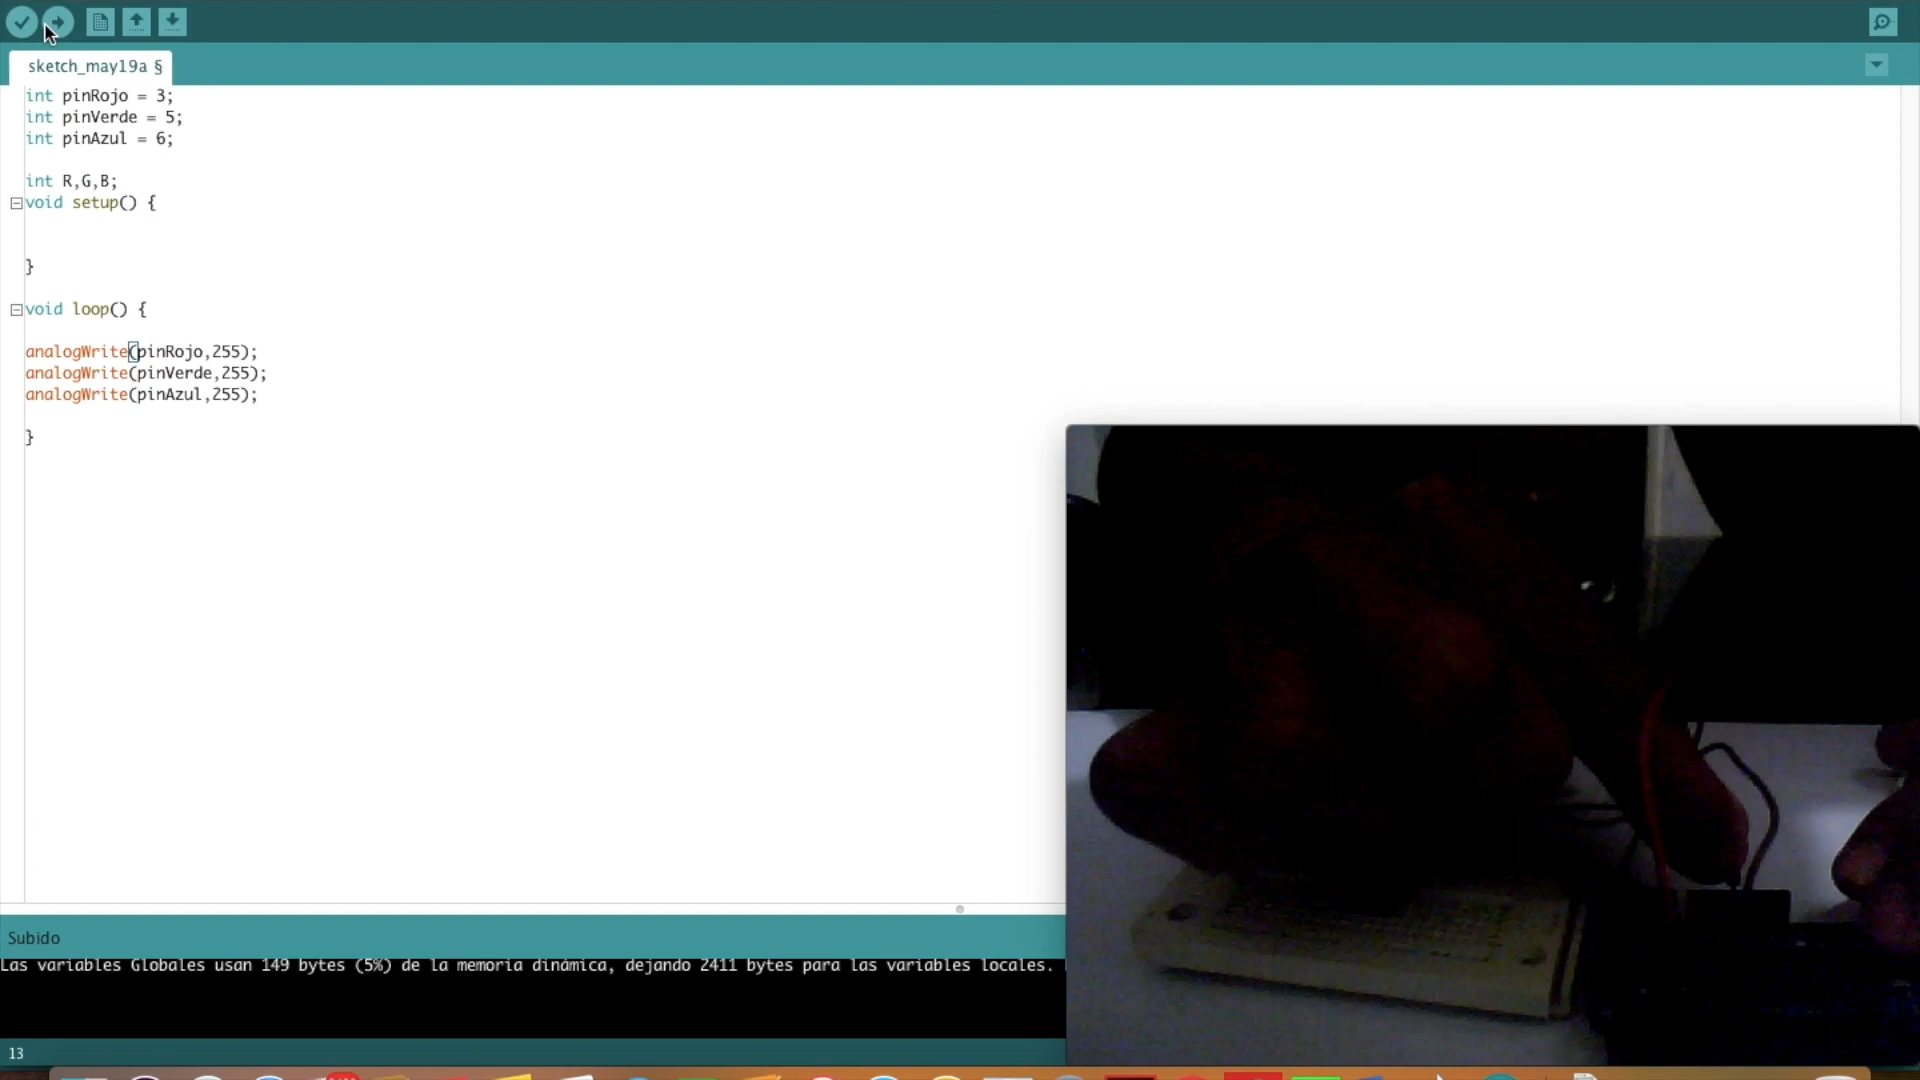 sketch_may19a §
int pinRojo = 3;
int pinVerde = 5;
int pinAzul = 6;
int R,G,B;
void setup() {
}
void loop() {
analogWrite(pinRojo,255);
analogWrite(pinVerde,255);
analogWrite(pinAzul,255);
}
Subido
Las variables Globales usan 149 bytes (5%) de la memoria dinámica, dejando 2411 bytes para las variables locales.
13